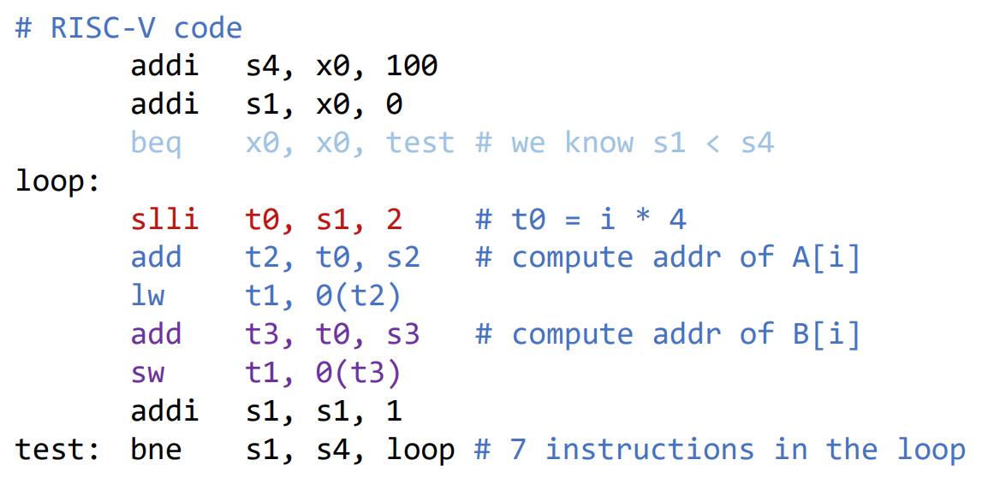 # RISC-V code
addi s4, x0, 100
addi s1, x0, 0
beq x0, x0, test # we know s1 < s4
loop:
slli t0, s1, 2 # t0 = i * 4
add t2, t0, s2 # compute addr of A[i]
lw t1, 0(t2)
add t3, t0, s3 # compute addr of B[i]
sw t1, 0(t3)
addi s1, s1, 1
test: bne s1, s4, loop # 7 instructions in the loop